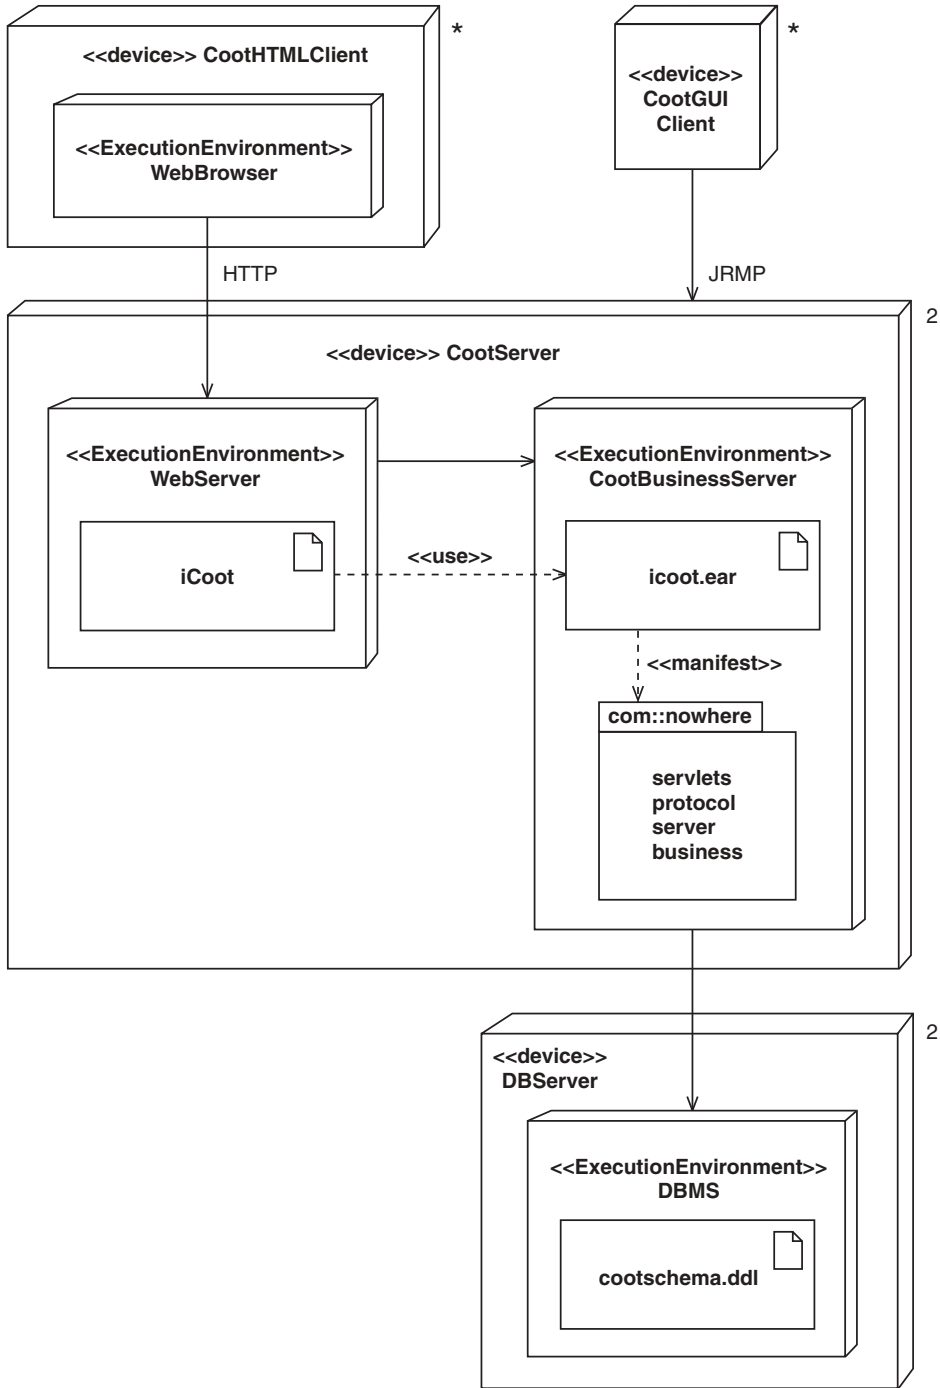 <<device>> CootHTMLClient
*
<<ExecutionEnvironment>>
WebBrowser
<<device>>
CootGUI
Client
*
HTTP
JRMP
2
<<device>> CootServer
<<ExecutionEnvironment>>
WebServer
iCoot
<<use>>
<<ExecutionEnvironment>>
CootBusinessServer
icoot.ear
<<manifest>>
com::nowhere
servlets
protocol
server
business
2
<<device>>
DBServer
<<ExecutionEnvironment>>
DBMS
cootschema.ddl